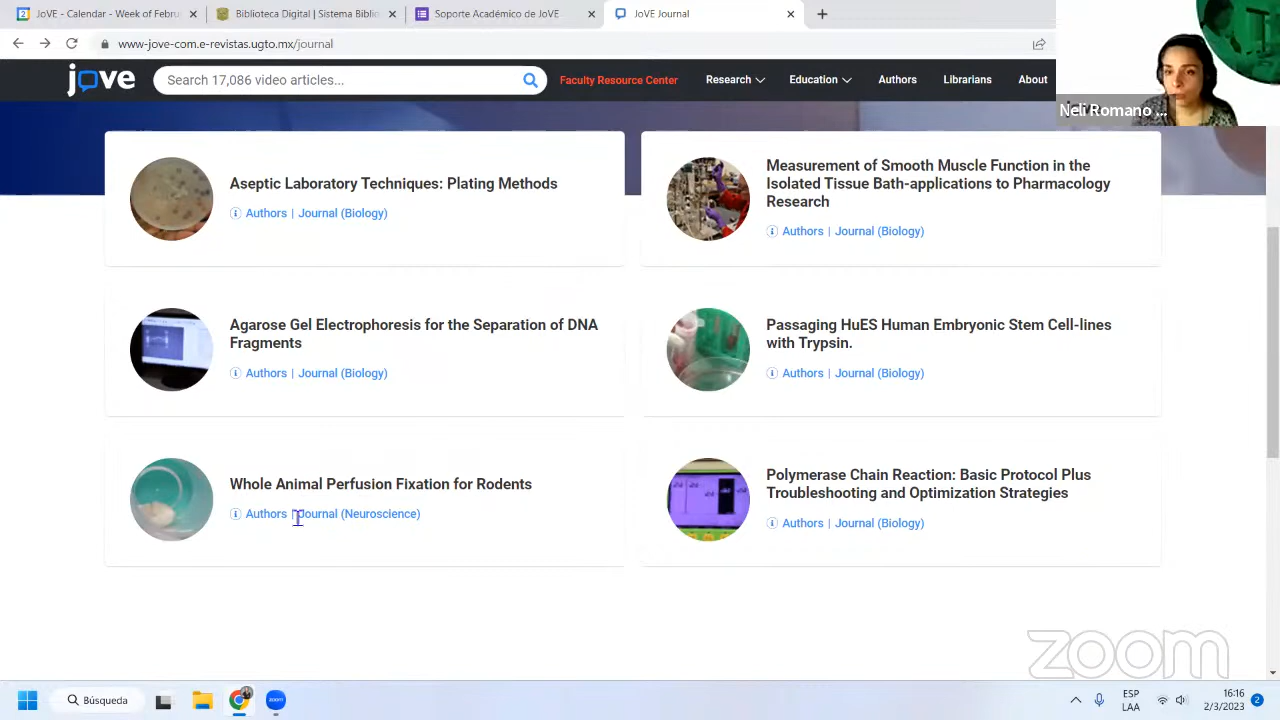 JoVE - Calendar - Week of Febru
Biblioteca Digital | Sistema Biblio
Soporte Académico de JoVE
JoVE Journal
www-jove-com.e-revistas.ugto.mx/journal
jove
Search 17,086 video articles...
Faculty Resource Center
Research
Education
Authors
Librarians
About
Neli Romano ...
Aseptic Laboratory Techniques: Plating Methods
Authors | Journal (Biology)
Measurement of Smooth Muscle Function in the
Isolated Tissue Bath-applications to Pharmacology
Research
Authors | Journal (Biology)
Agarose Gel Electrophoresis for the Separation of DNA
Fragments
Authors | Journal (Biology)
Passaging HuES Human Embryonic Stem Cell-lines
with Trypsin.
Authors | Journal (Biology)
Whole Animal Perfusion Fixation for Rodents
Authors | Journal (Neuroscience)
Polymerase Chain Reaction: Basic Protocol Plus
Troubleshooting and Optimization Strategies
Authors | Journal (Biology)
zoom
Búsqueda
zoom
ESP
LAA
16:16
2/3/2023
2